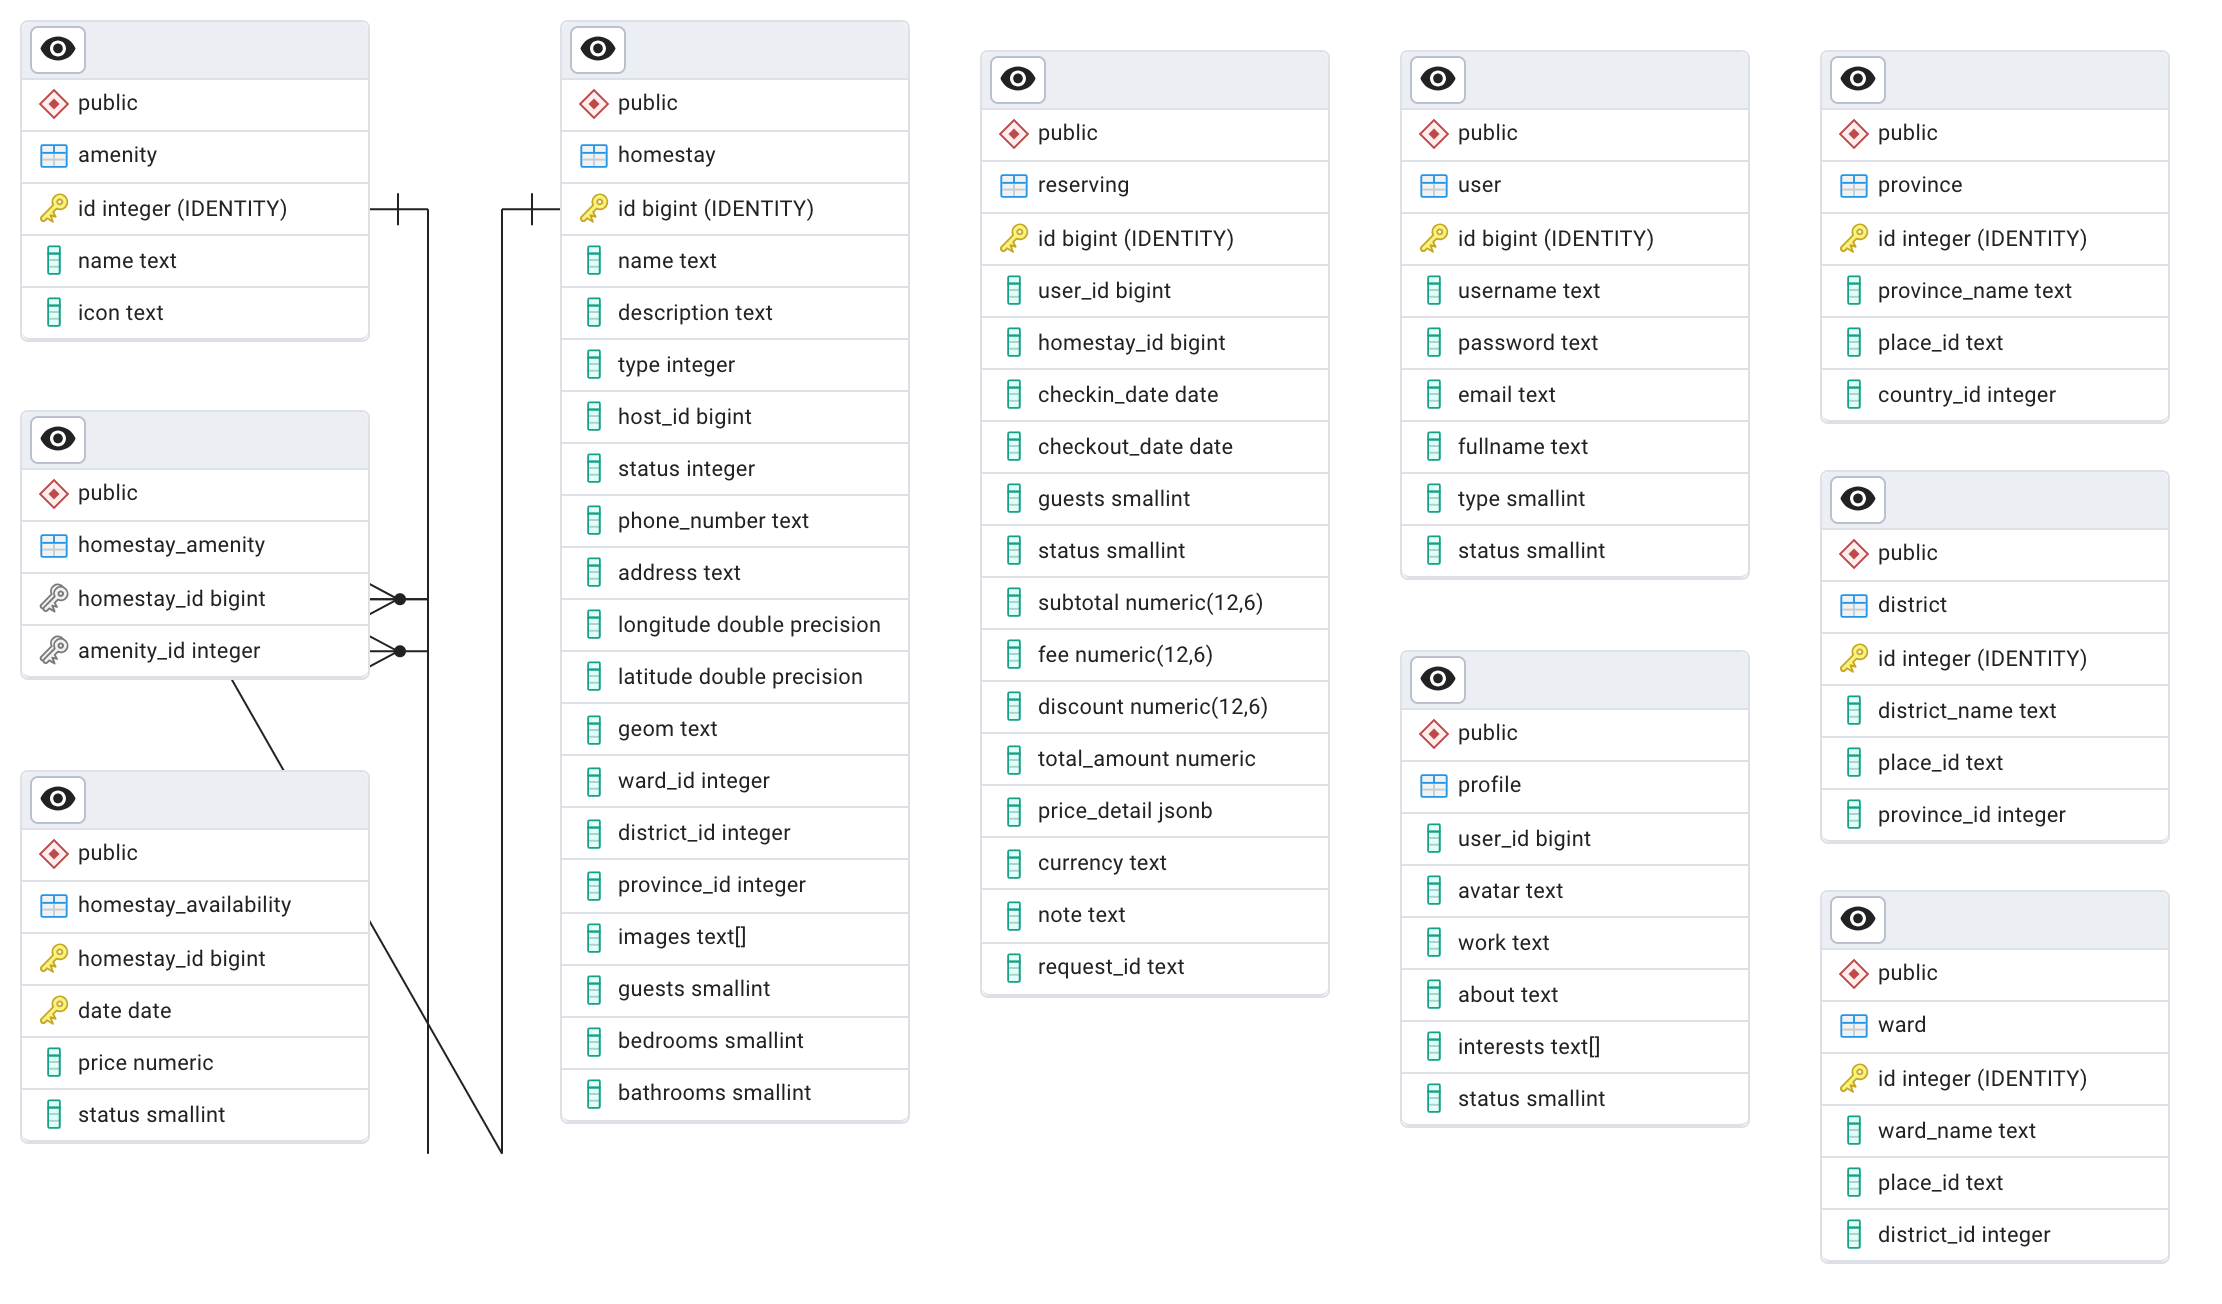 public
amenity
id integer (IDENTITY)
name text
icon text
public
homestay_amenity
homestay_id bigint
amenity_id integer
public
homestay_availability
homestay_id bigint
date date
price numeric
status smallint
public
homestay
id bigint (IDENTITY)
name text
description text
type integer
host_id bigint
status integer
phone_number text
address text
longitude double precision
latitude double precision
geom text
ward_id integer
district_id integer
province_id integer
images text[]
guests smallint
bedrooms smallint
bathrooms smallint
public
reserving
id bigint (IDENTITY)
user_id bigint
homestay_id bigint
checkin_date date
checkout_date date
guests smallint
status smallint
subtotal numeric(12,6)
fee numeric(12,6)
discount numeric(12,6)
total_amount numeric
price_detail jsonb
currency text
note text
request_id text
public
user
id bigint (IDENTITY)
username text
password text
email text
fullname text
type smallint
status smallint
public
profile
user_id bigint
avatar text
work text
about text
interests text[]
status smallint
public
province
id integer (IDENTITY)
province_name text
place_id text
country_id integer
public
district
id integer (IDENTITY)
district_name text
place_id text
province_id integer
public
ward
id integer (IDENTITY)
ward_name text
place_id text
district_id integer